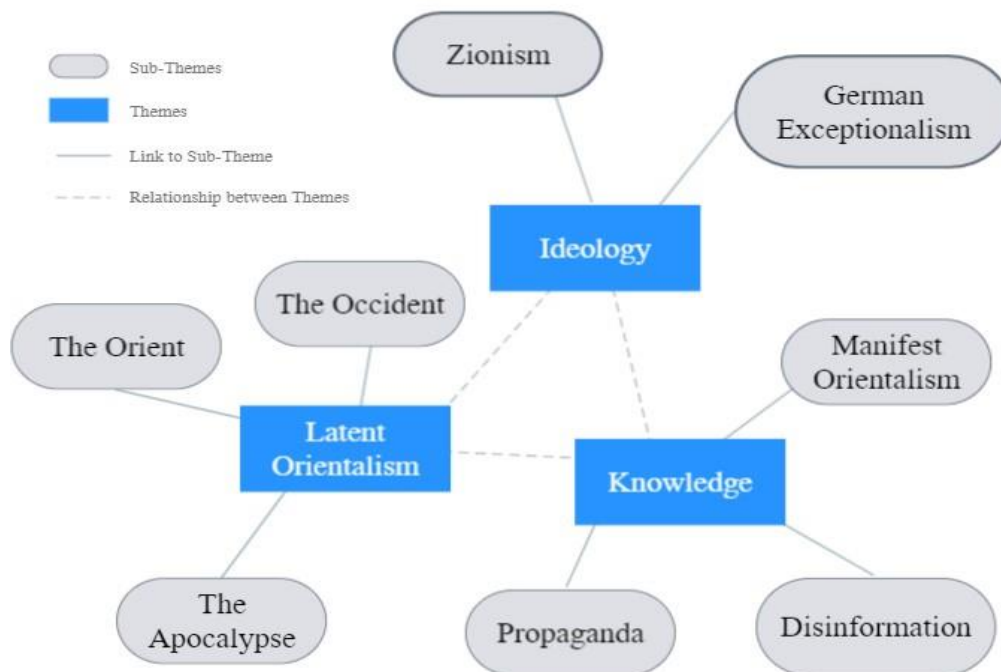 Zionism
Sub-Themes
Themes
Link to Sub-Theme
Relationship between Themes
German
Exceptionalism
Ideology
The Occident
The Orient
Manifest
Orientalism
Latent
Orientalism
Knowledge
The
Apocalypse
Propaganda
Disinformation